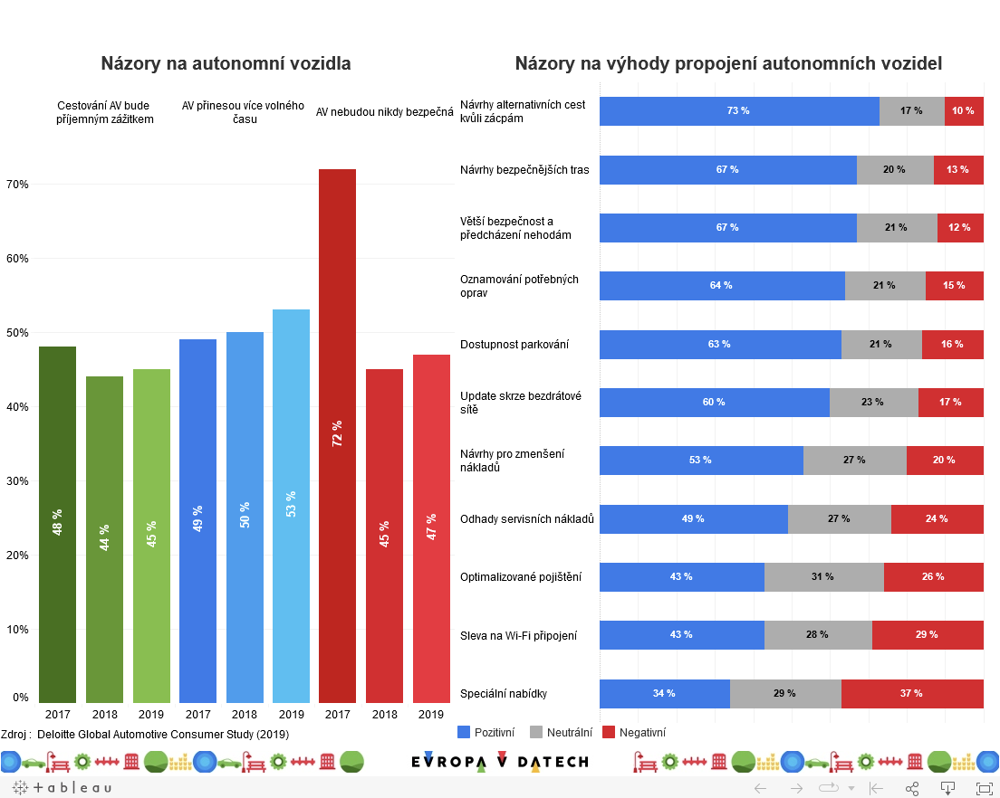 Názory na autonomní vozidla
Cestování AV bude
příjemným zážitkem
AV přinesou více volného
času
AV nebudou nikdy bezpečná
70%
60%
50%
40%
30%
20%
10%
0%
48 %
44 %
45 %
49 %
50 %
53 %
72 %
45 %
47 %
2017
2018
2019
2017
2018
2019
2017
2018
2019
Zdroj : Deloitte Global Automotive Consumer Study (2019)
Názory na výhody propojení autonomních vozidel
Návrhy alternativních cest
kvůli zácpám
73 % 17 % 10 %
Návrhy bezpečnějších tras
67 % 20 % 13 %
Větší bezpečnost a
předcházení nehodám
67 % 21 % 12 %
Oznamování potřebných
oprav
64 % 21 % 15 %
Dostupnost parkování
63 % 21 % 16 %
Update skrze bezdrátové
sítě
60 % 23 % 17 %
Návrhy pro zmenšení
nákladů
53 % 27 % 20 %
Odhady servisních nákladů
49 % 27 % 24 %
Optimalizované pojištění
43 % 31 % 26 %
Sleva na Wi-Fi připojení
43 % 28 % 29 %
Speciální nabídky
34 % 29 % 37 %
Pozitivní
Neutrální
Negativní
EVROPA V DATECH
+ableau